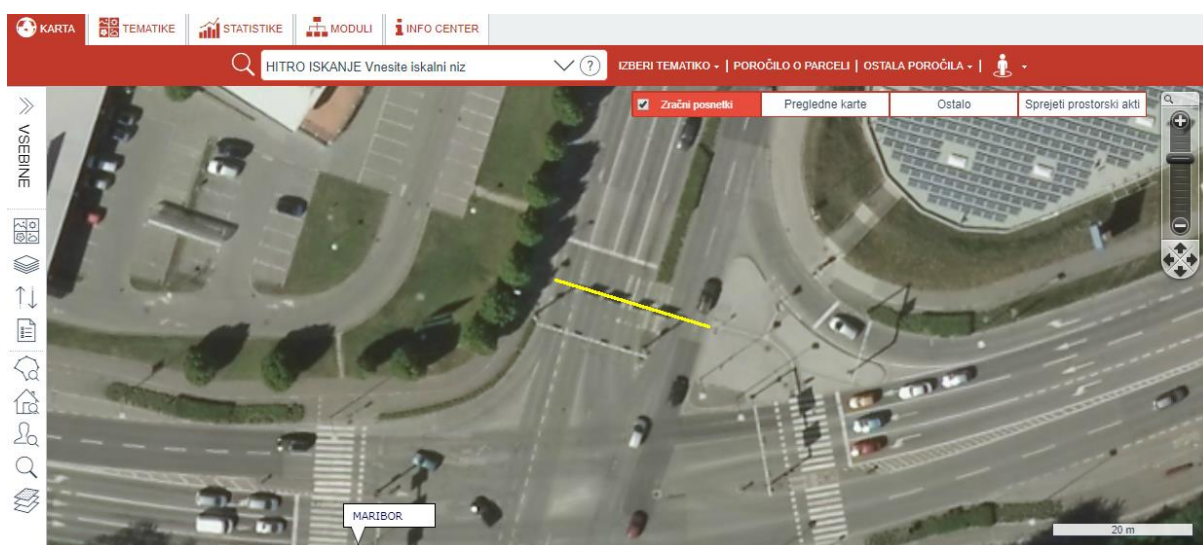 KARTA TEMATIKE STATISTIKE MODULI INFO CENTER
HITRO ISKANJE Vnesite iskalni niz ? IZBERI TEMATIKO | POROČILO O PARCELI | OSTALA POROČILA |
Zračni posnetki Pregledne karte Ostalo Sprejeti prostorski akti
VSEBINE
MARIBOR
20 m